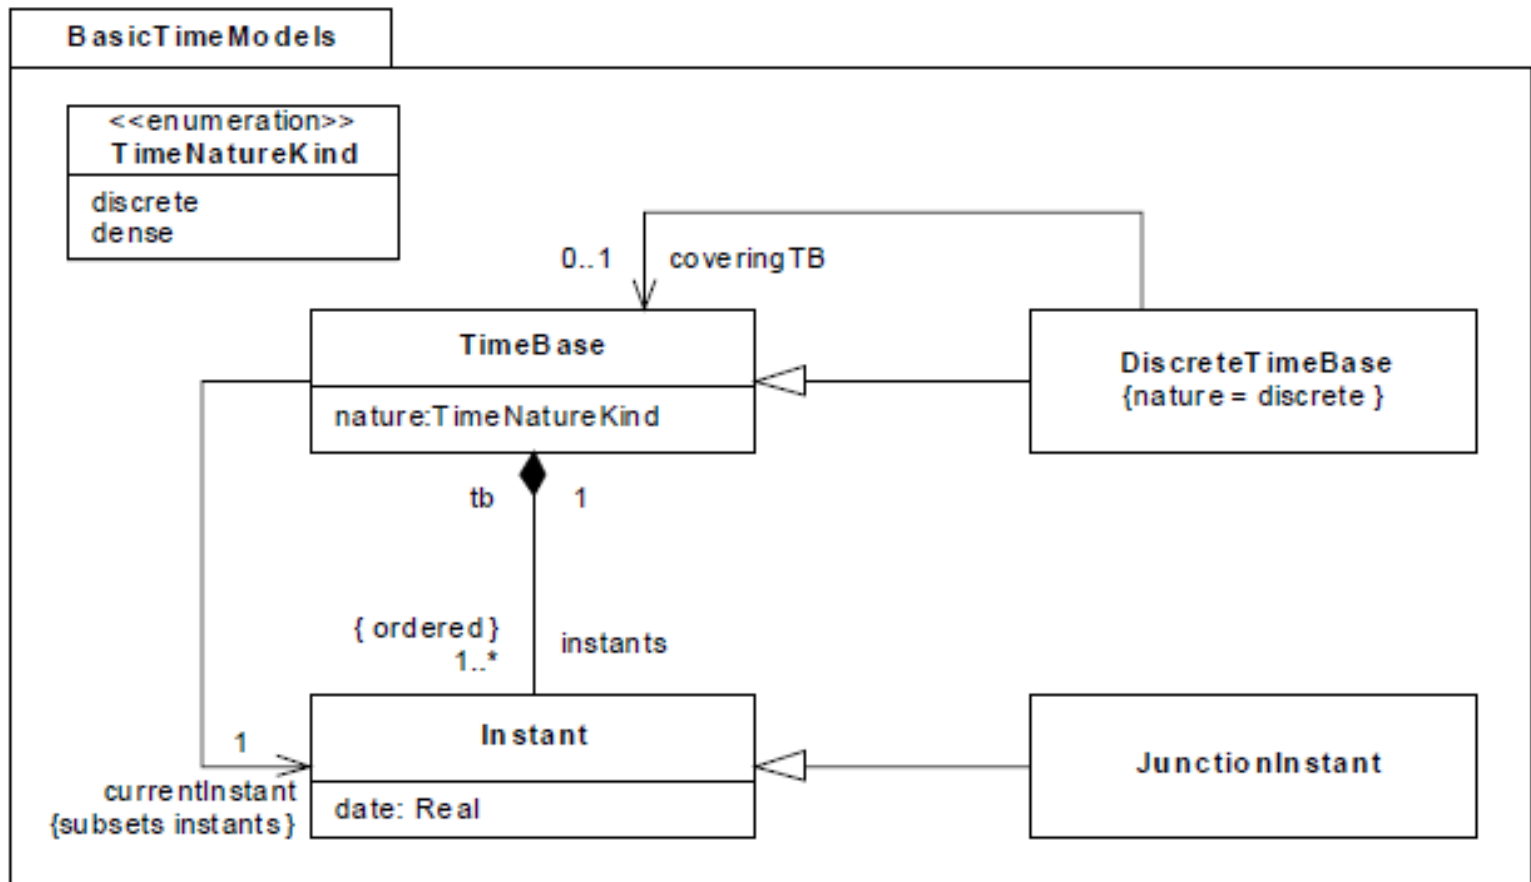 BasicTimeModels
<<enumeration>>
TimeNatureKind
discrete
dense
0..1 coveringTB
TimeBase
nature:TimeNatureKind
DiscreteTimeBase
{nature = discrete }
tb 1
{ ordered }
1..*
instants
Instant
date: Real
1
currentInstant
{subsets instants}
JunctionInstant